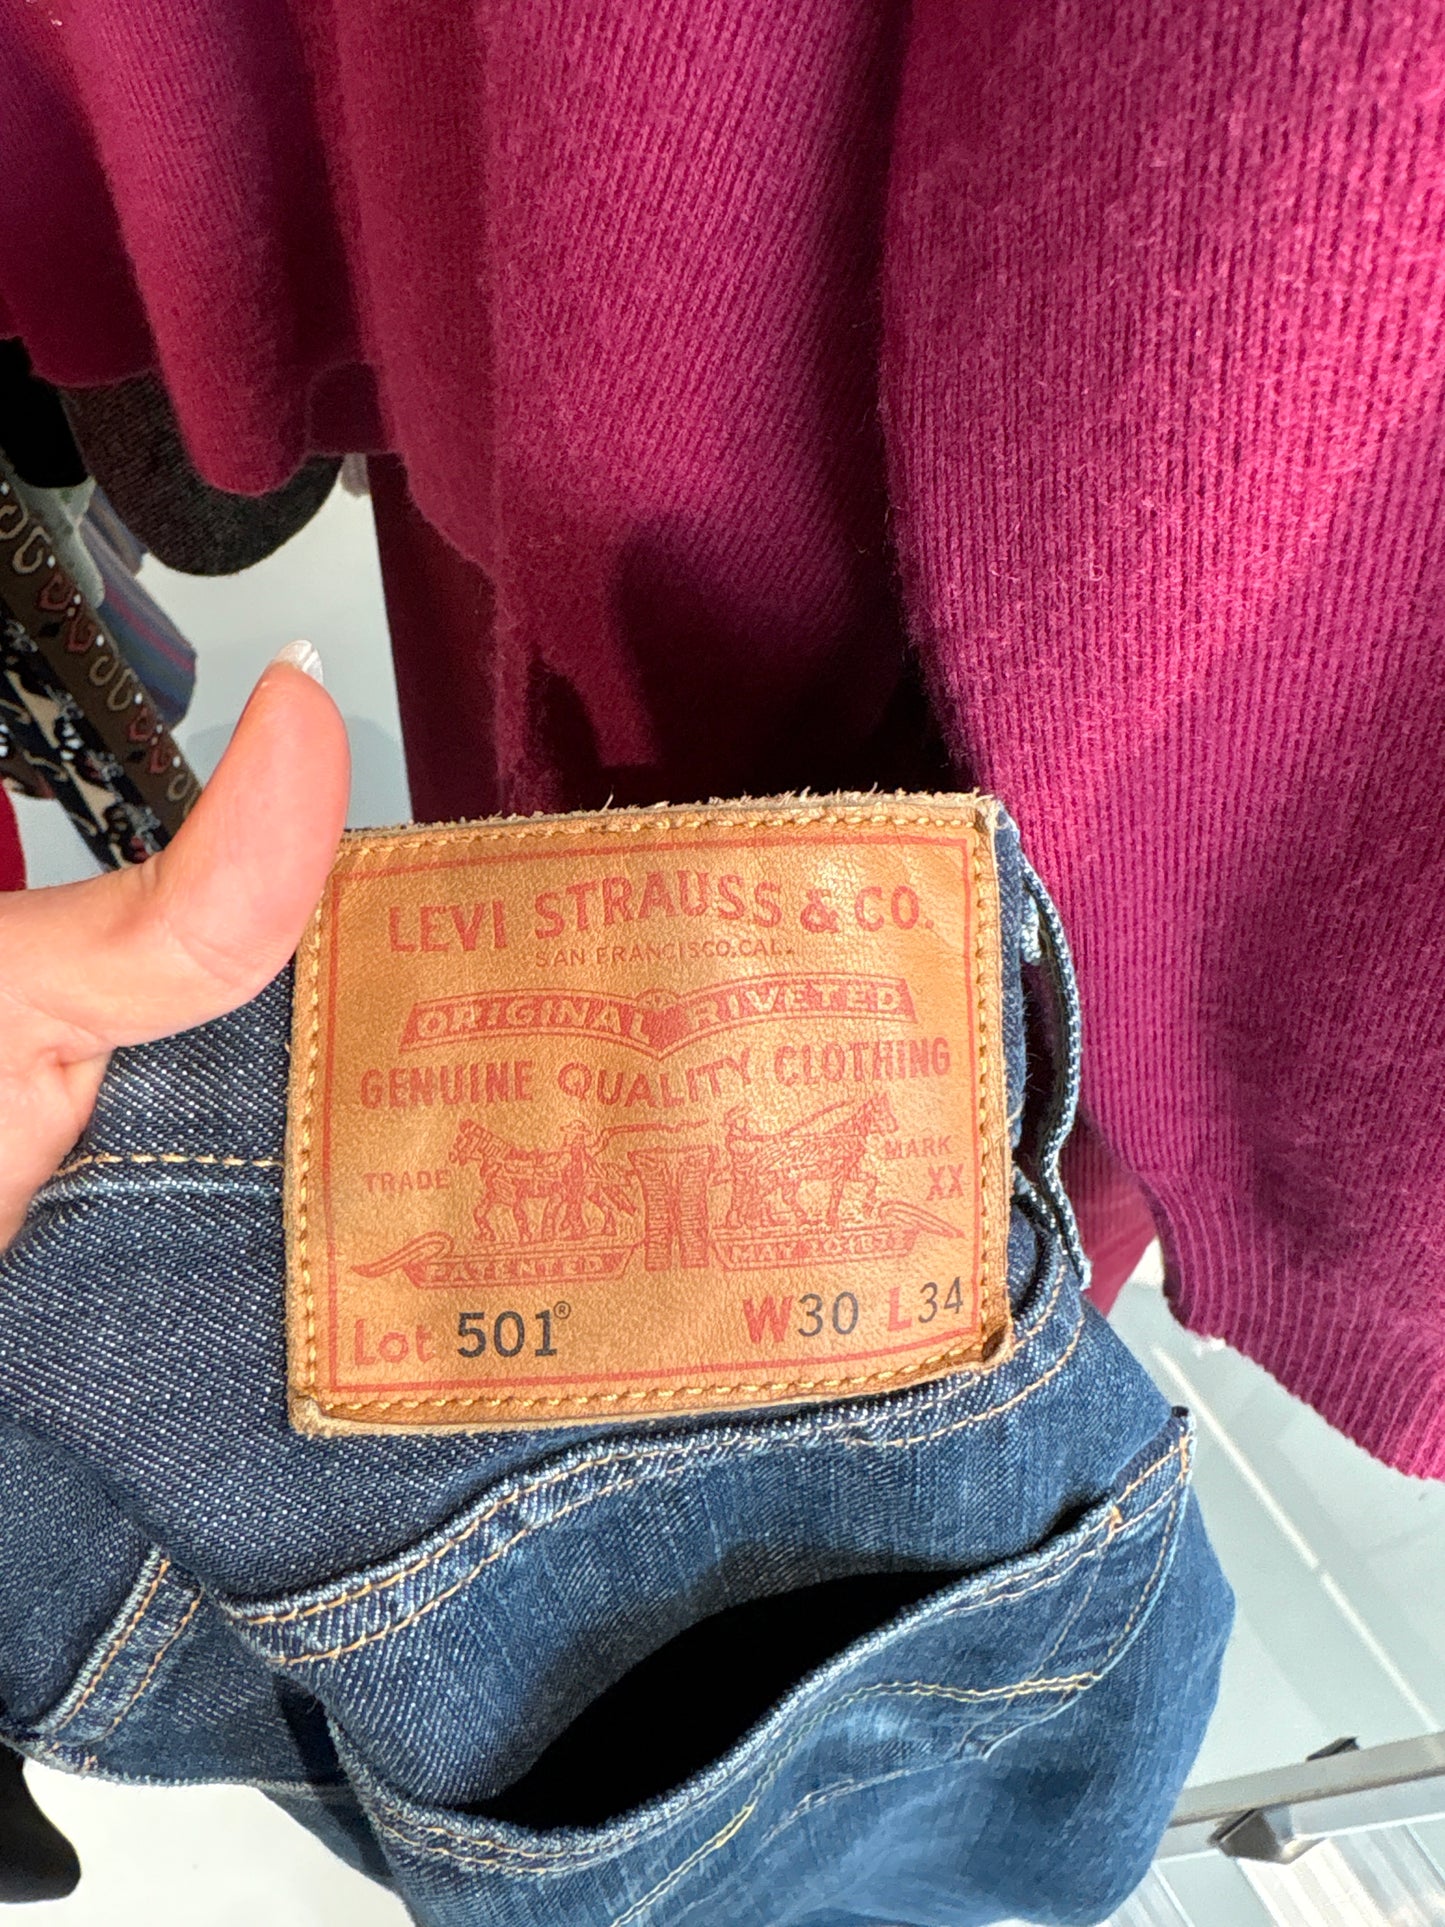 LEVI STRAUSS & CO.
SAN FRANCISCO, CAL.
ORIGINAL RIVETED
GENUINE QUALITY CLOTHING
TRADE MARK
XX
PATENTED MAY 20 1873
Lot 501® W30 L34